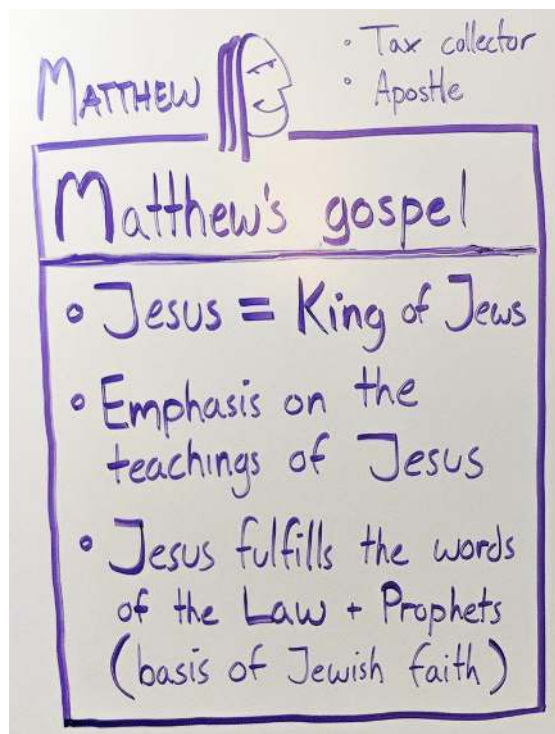 MATTHEW
• Tax collector
• Apostle
Matthew's gospel
• Jesus = King of Jews
• Emphasis on the
teachings of Jesus
• Jesus fulfills the words
of the Law + Prophets
(basis of Jewish faith)